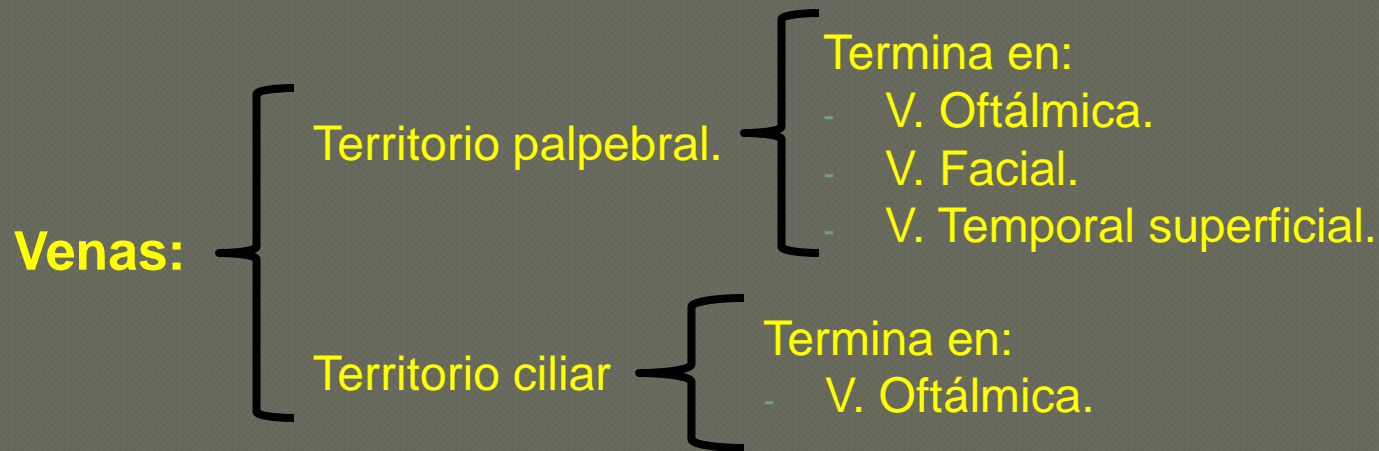 Venas:
Territorio palpebral.
Termina en:
- V. Oftálmica.
- V. Facial.
- V. Temporal superficial.
Territorio ciliar
Termina en:
- V. Oftálmica.